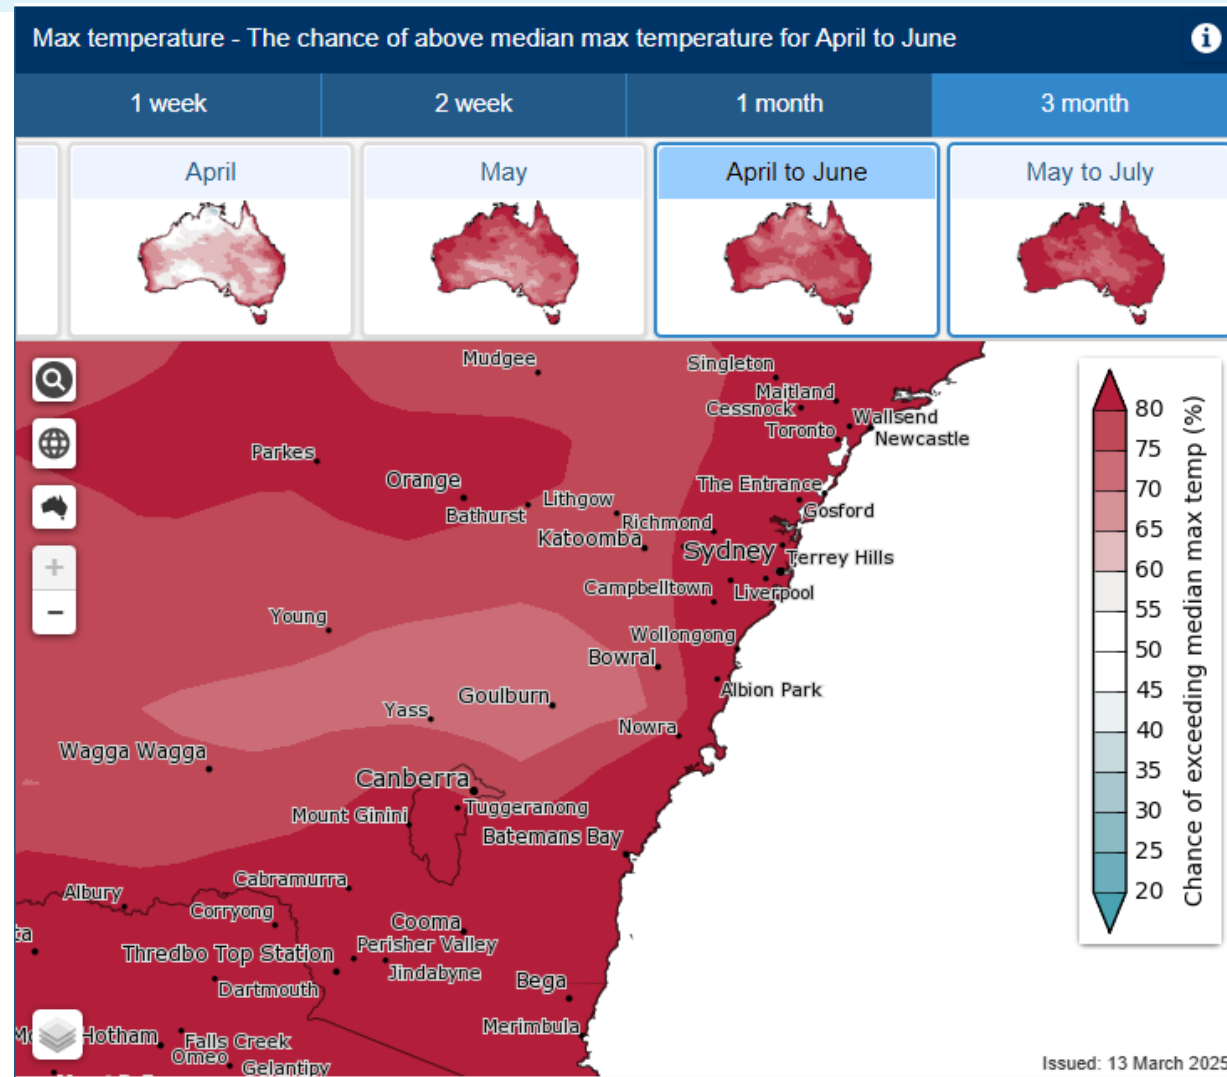 Max temperature - The chance of above median max temperature for April to June
i
1 week
2 week
1 month
3 month
April
May
April to June
May to July
Mudgee
Singleton
Maitland
Cessnock
Wallsend
Toronto
Newcastle
Parkes
Orange
The Entrance
Lithgow
Gosford
Bathurst
Richmond
Katoomba
Sydney
Terrey Hills
Campbelltown
Liverpool
Young
Wollongong
Bowral
Goulburn
Albion Park
Yass
Nowra
Wagga Wagga
Canberra
Tuggeranong
Mount Ginini
Batemans Bay
Cabramurra
Albury
Corryong
Cooma
ta
Perisher Valley
Thredbo Top Station
Jindabyne
Dartmouth
Bega
Merimbula
Hotham
Falls Creek
Omeo
Gelantipy
+
−
80
75
70
65
60
55
50
45
40
35
30
25
20
Chance of exceeding median max temp (%)
Issued: 13 March 2025